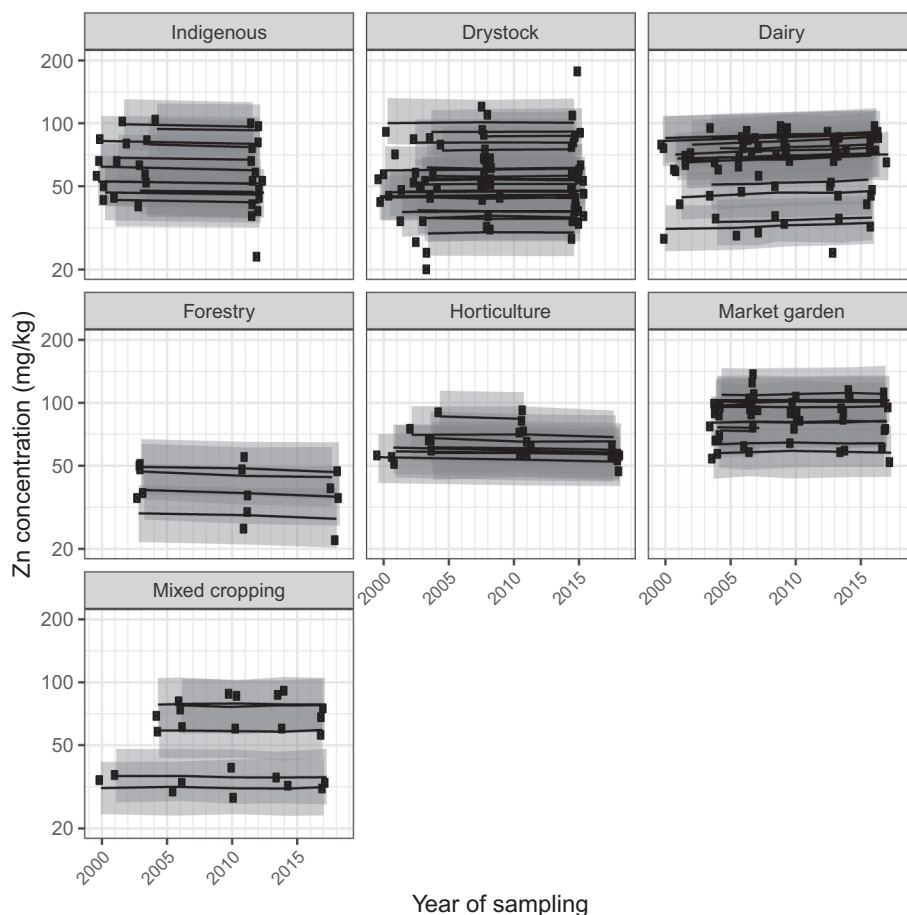 Indigenous Drystock Dairy
200
100
50
20
Forestry Horticulture Market garden
200
100
50
20
2000 2005 2010 2015 2000 2005 2010 2015
Mixed cropping
200
100
50
20
2000 2005 2010 2015
Zn concentration (mg/kg)
Year of sampling